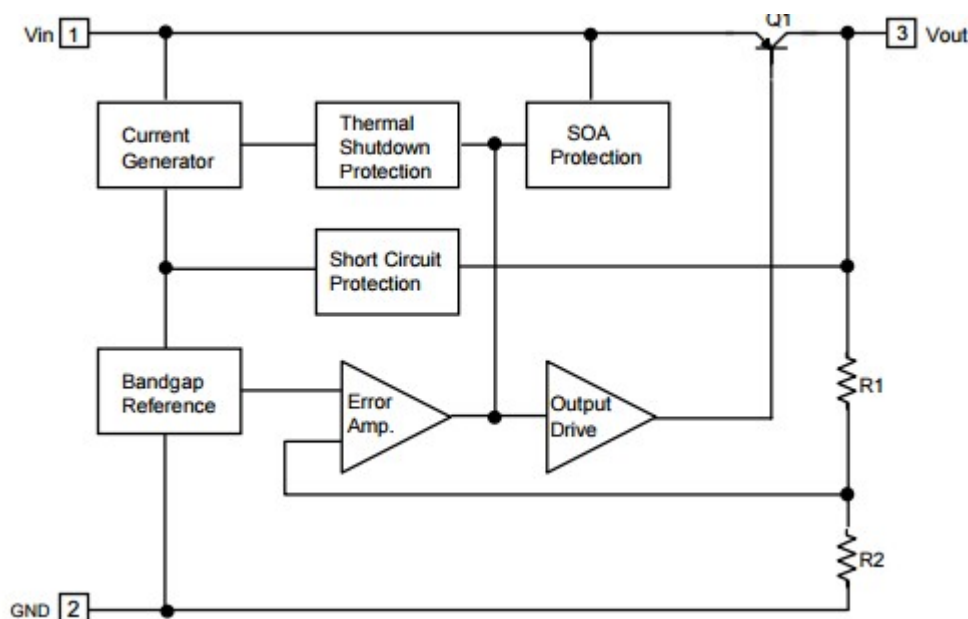 Q1
Vin 1
3 Vout
Current
Generator
Thermal
Shutdown
Protection
SOA
Protection
Short Circuit
Protection
Bandgap
Reference
Error
Amp.
Output
Drive
R1
R2
GND 2